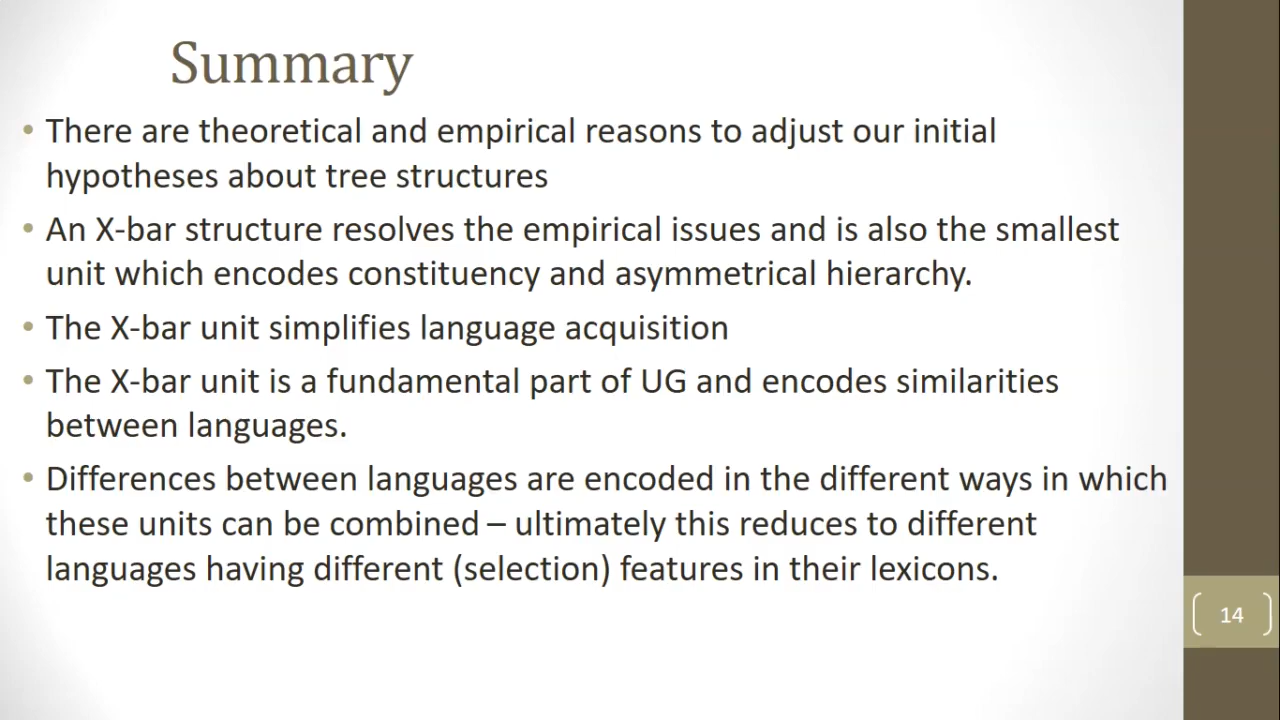 Summary
• There are theoretical and empirical reasons to adjust our initial
hypotheses about tree structures
• An X-bar structure resolves the empirical issues and is also the smallest
unit which encodes constituency and asymmetrical hierarchy.
• The X-bar unit simplifies language acquisition
• The X-bar unit is a fundamental part of UG and encodes similarities
between languages.
• Differences between languages are encoded in the different ways in which
these units can be combined – ultimately this reduces to different
languages having different (selection) features in their lexicons.
14